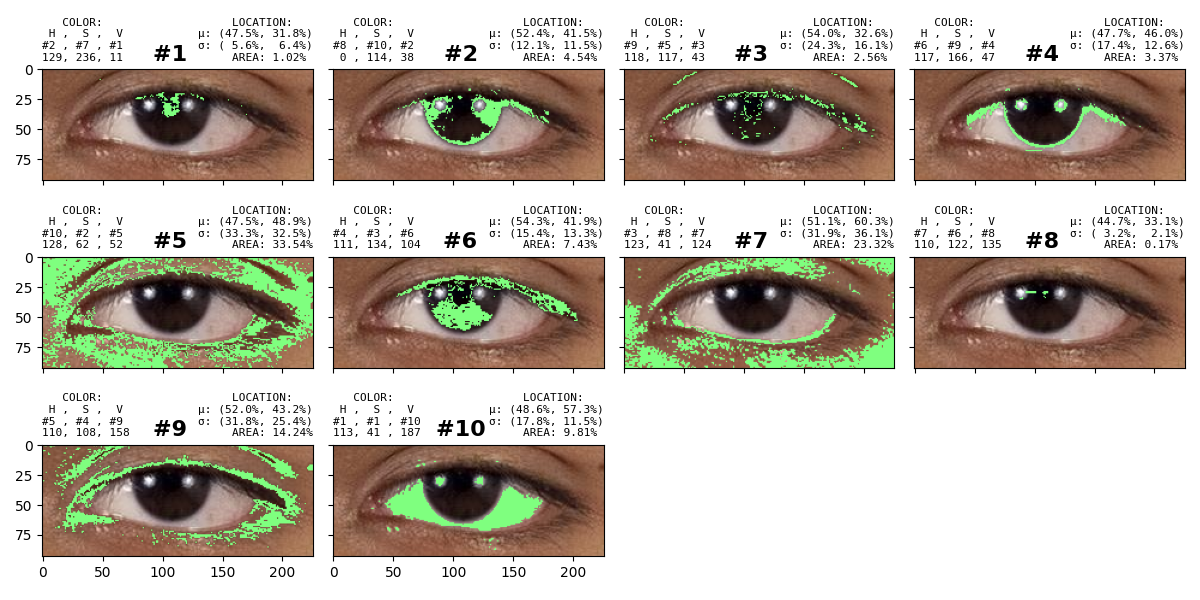 COLOR: LOCATION: COLOR: LOCATION: COLOR: LOCATION: COLOR: LOCATION:
H , S , V μ: (47.5%, 31.8%) H , S , V μ: (52.4%, 41.5%) H , S , V μ: (54.0%, 32.6%) H , S , V μ: (47.7%, 46.0%)
#2 , #7 , #1 #1 σ: ( 5.6%, 6.4%) #8 , #10, #2 #2 σ: (12.1%, 11.5%) #9 , #5 , #3 #3 σ: (24.3%, 16.1%) #6 , #9 , #4 #4 σ: (17.4%, 12.6%)
129, 236, 11 AREA: 1.02% 0 , 114, 38 AREA: 4.54% 118, 117, 43 AREA: 2.56% 117, 166, 47 AREA: 3.37%
0
25
50
75
COLOR: LOCATION: COLOR: LOCATION: COLOR: LOCATION: COLOR: LOCATION:
H , S , V μ: (47.5%, 48.9%) H , S , V μ: (54.3%, 41.9%) H , S , V μ: (51.1%, 60.3%) H , S , V μ: (44.7%, 33.1%)
#10, #2 , #5 #5 σ: (33.3%, 32.5%) #4 , #3 , #6 #6 σ: (15.4%, 13.3%) #3 , #8 , #7 #7 σ: (31.9%, 36.1%) #7 , #6 , #8 #8 σ: ( 3.2%, 2.1%)
128, 62 , 52 AREA: 33.54% 111, 134, 104 AREA: 7.43% 123, 41 , 124 AREA: 23.32% 110, 122, 135 AREA: 0.17%
0
25
50
75
COLOR: LOCATION: COLOR: LOCATION:
H , S , V μ: (52.0%, 43.2%) H , S , V μ: (48.6%, 57.3%)
#5 , #4 , #9 #9 σ: (31.8%, 25.4%) #1 , #1 , #10 #10 σ: (17.8%, 11.5%)
110, 108, 158 AREA: 14.24% 113, 41 , 187 AREA: 9.81%
0
25
50
75
0 50 100 150 200 0 50 100 150 200